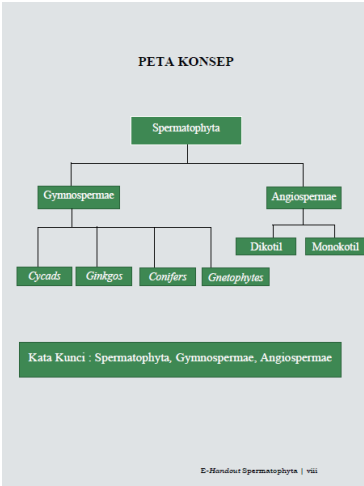 PETA KONSEP
Spermatophyta
Gymnospermae
Angiospermae
Dikotil
Monokotil
Cycads
Ginkgos
Conifers
Gnetophytes
Kata Kunci : Spermatophyta, Gymnospermae, Angiospermae
E-Handout Spermatophyta | viii